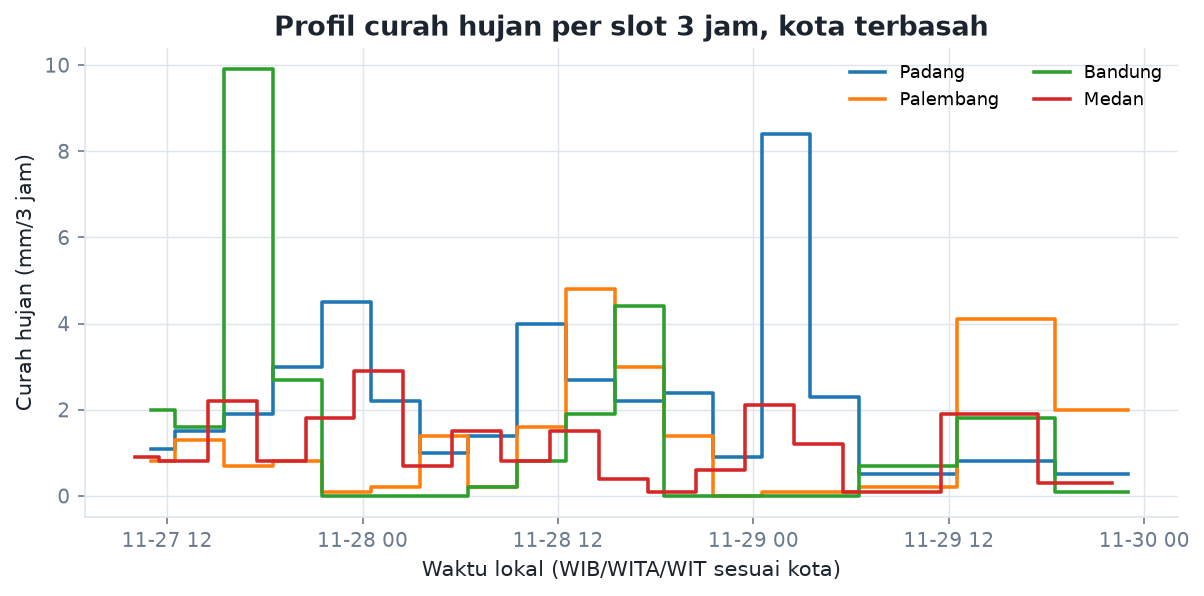 Profil curah hujan per slot 3 jam, kota terbasah
Padang
Palembang
Bandung
Medan
Curah hujan (mm/3 jam)
10
8
6
4
2
0
11-27 12
11-28 00
11-28 12
11-29 00
11-29 12
11-30 00
Waktu lokal (WIB/WITA/WIT sesuai kota)